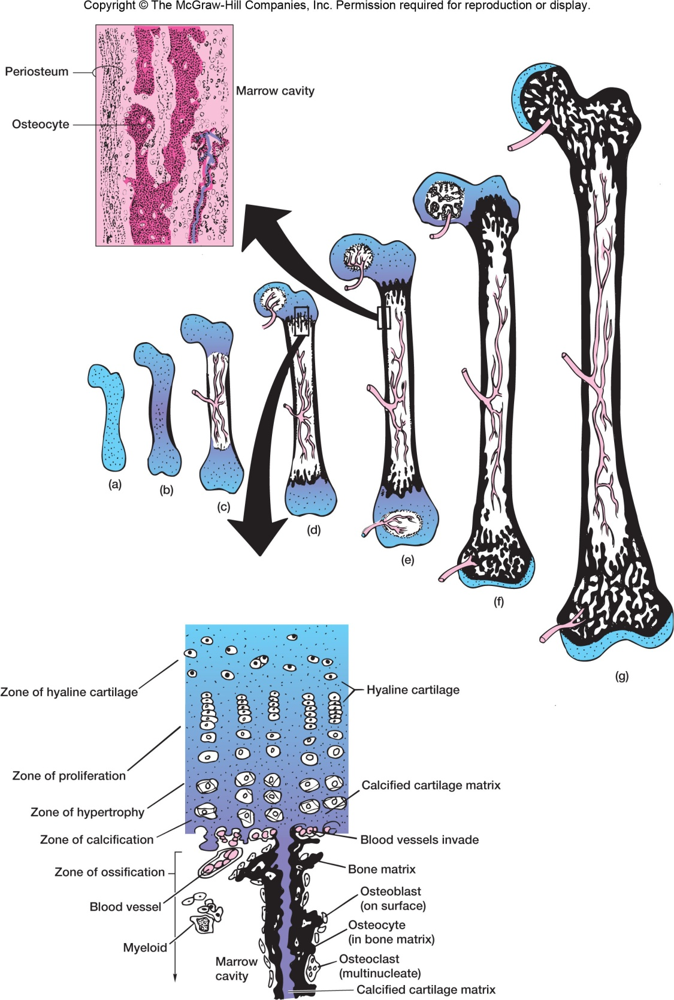 Copyright © The McGraw-Hill Companies, Inc. Permission required for reproduction or display.
Periosteum
Marrow cavity
Osteocyte
(a)
(b)
(c)
(d)
(e)
(f)
(g)
Zone of hyaline cartilage
Hyaline cartilage
Zone of proliferation
Calcified cartilage matrix
Zone of hypertrophy
Zone of calcification
Blood vessels invade
Zone of ossification
Bone matrix
Blood vessel
Osteoblast
(on surface)
Osteocyte
(in bone matrix)
Myeloid
Marrow
cavity
Osteoclast
(multinucleate)
Calcified cartilage matrix